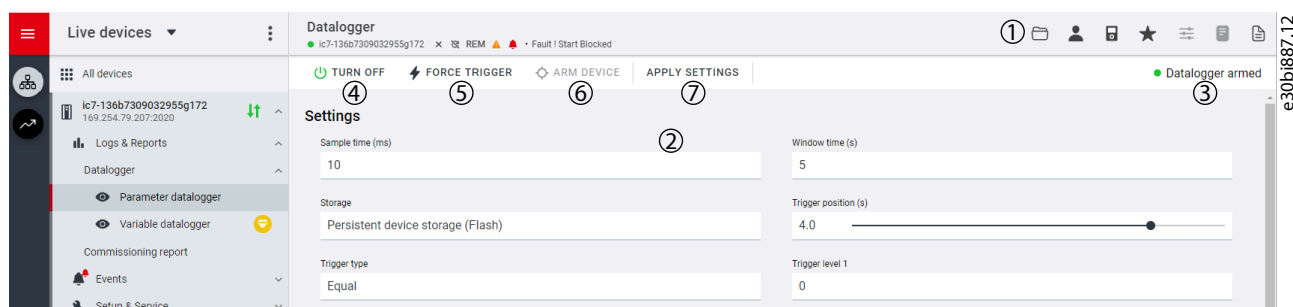 Live devices
Datalogger
ic7-136b7309032955g172 REM • Fault ! Start Blocked
①
e30bi887.12
All devices
TURN OFF FORCE TRIGGER ARM DEVICE APPLY SETTINGS Datalogger armed
④ ⑤ ⑥ ⑦ ③
ic7-136b7309032955g172
169.254.79.207:2020
Logs & Reports
Datalogger
Parameter datalogger
Variable datalogger
Commissioning report
Events
Setup & Service
Settings
②
Sample time (ms)
10
Window time (s)
5
Storage
Persistent device storage (Flash)
Trigger position (s)
4.0
Trigger type
Equal
Trigger level 1
0